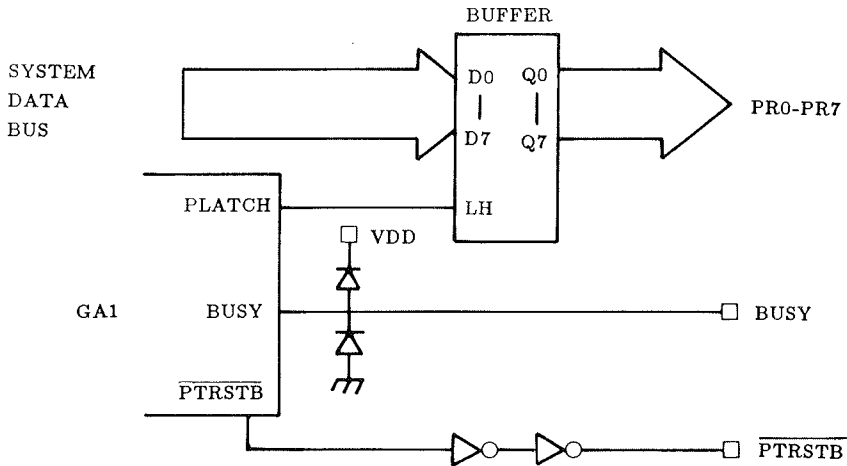 BUFFER
SYSTEM
DATA
BUS
D0
D7
Q0
Q7
PR0-PR7
PLATCH
LH
VDD
GA1
BUSY
BUSY
PTRSTB
PTRSTB